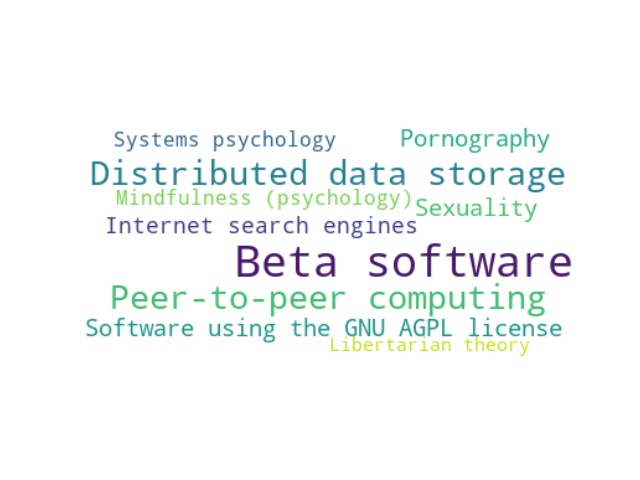 Systems psychology
Pornography
Distributed data storage
Mindfulness (psychology)
Sexuality
Internet search engines
Beta software
Peer-to-peer computing
Software using the GNU AGPL license
Libertarian theory